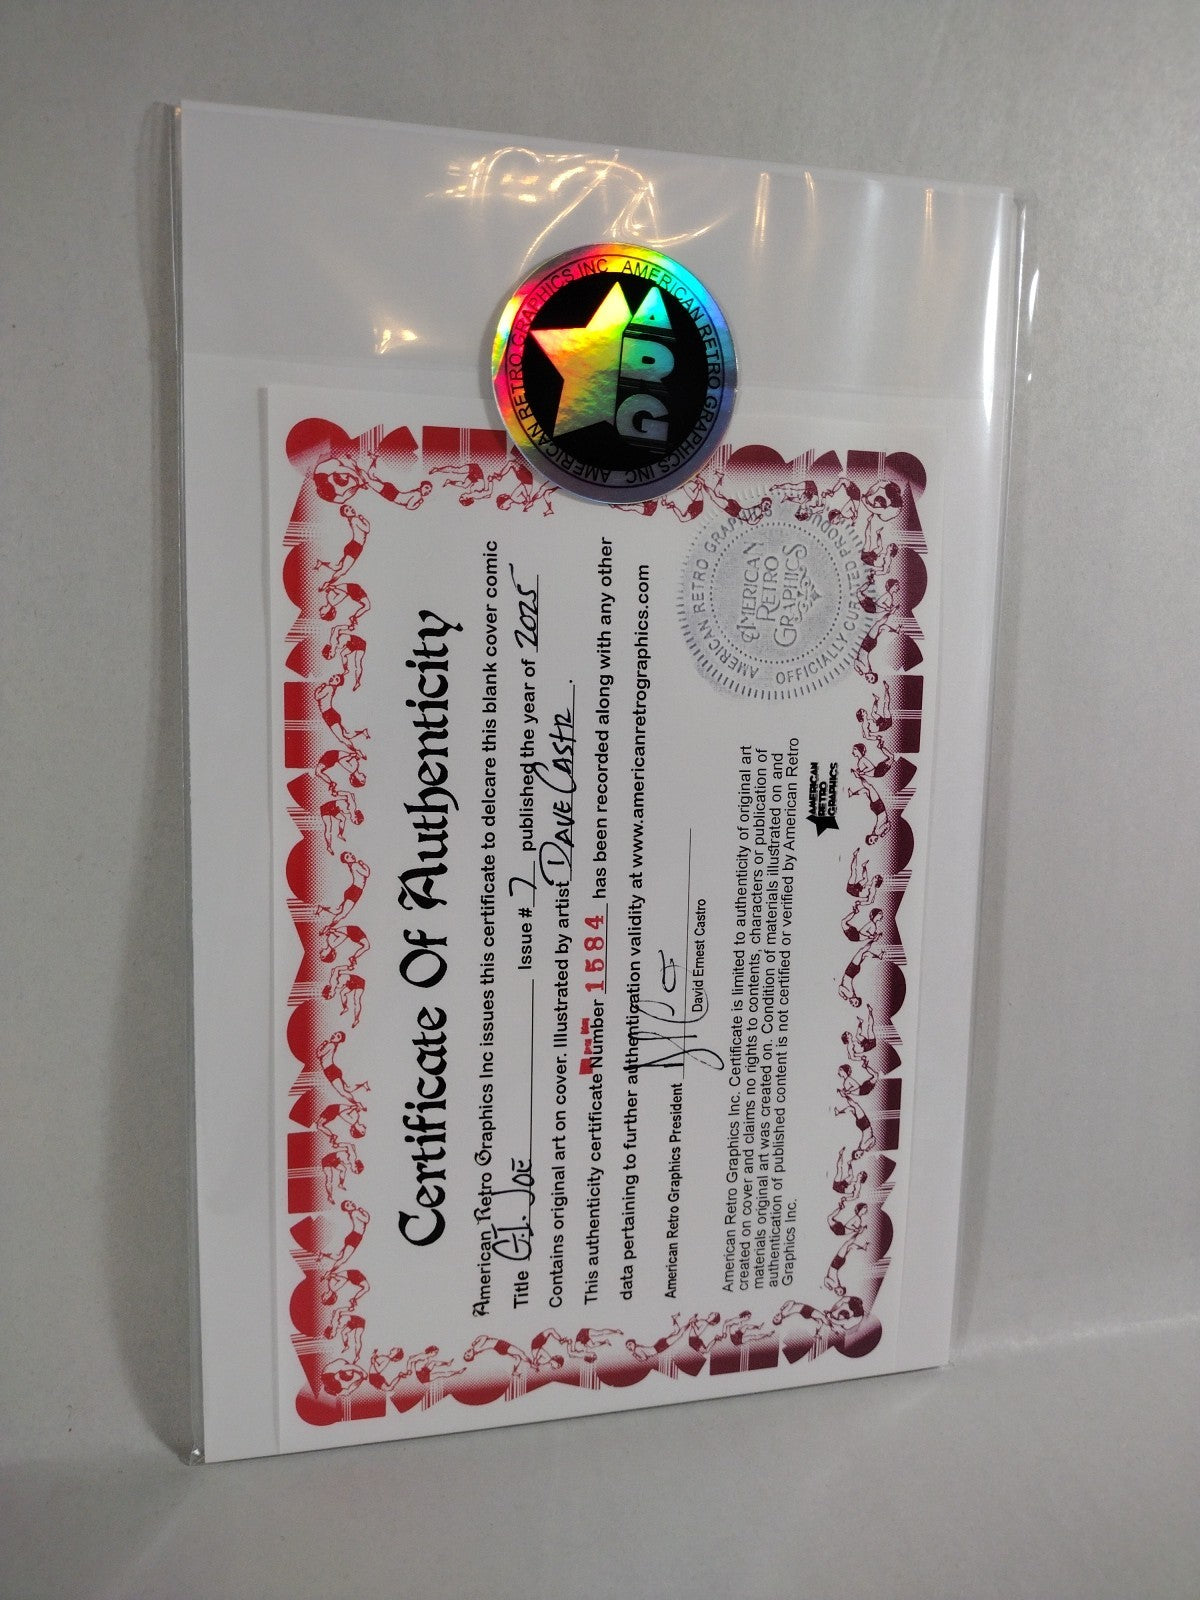 Certificate Of Authenticity
American Retro Graphics Inc issues this certificate to delcare this blank cover comic
Title G.I. JOE Issue # 7 published the year of 2025
Contains original art on cover. Illustrated by artist DAVE CASTR.
This authenticity certificate Number 1584 has been recorded along with any other
data pertaining to further authentication validity at www.americanretrographics.com
American Retro Graphics President
David Ernest Castro
American Retro Graphics Inc. Certificate is limited to authenticity of original art
created on cover and claims no rights to contents, characters or publication of
materials original art was created on. Condition of materials illustrated on and
authentication of published content is not certified or verified by American Retro
Graphics Inc.
AMERICAN
RETRO
GRAPHICS
AMERICAN RETRO GRAPHICS
OFFICIALLY CURATED PRODUCT
AMERICAN
RETRO
GRAPHICS
AMERICAN RETRO GRAPHICS INC
AMERICAN RETRO GRAPHICS INC
ARG